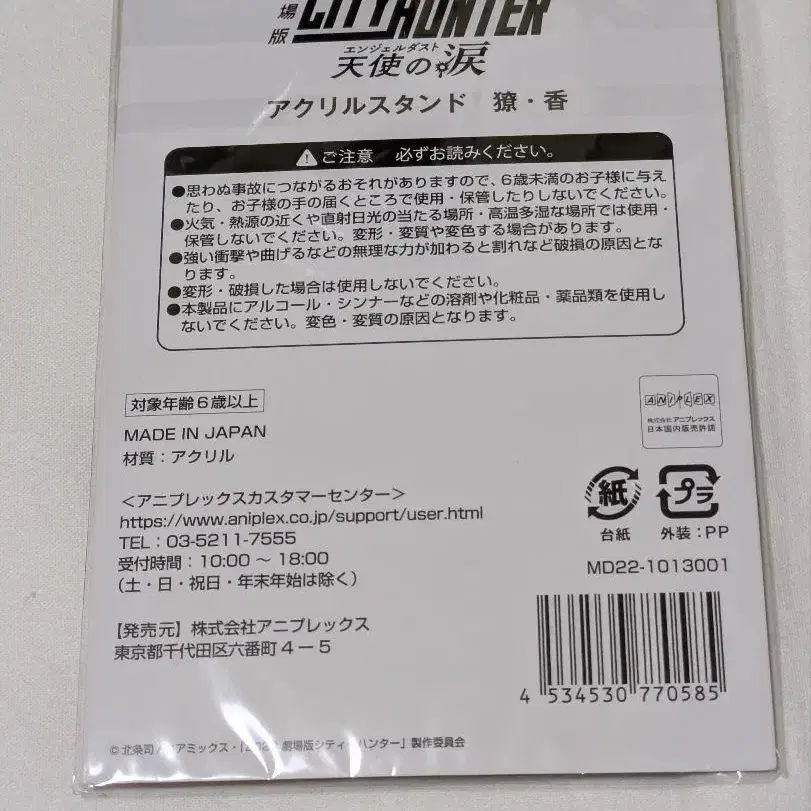 場版 CITY HUNTER
エンジェルダスト
天使の涙
アクリルスタンド 獠・香
ご注意 必ずお読みください。
●思わぬ事故につながるおそれがありますので、6歳未満のお子様に与え
たり、お子様の手の届くところで使用・保管したりしないでください。
●火気・熱源の近くや直射日光の当たる場所・高温多湿な場所では使用・
保管しないでください。変形・変質や変色する場合があります。
●強い衝撃や曲げるなどの無理な力が加わると割れなど破損の原因とな
ります。
●変形・破損した場合は使用しないでください。
●本製品にアルコール・シンナーなどの溶剤や化粧品・薬品類を使用し
ないでください。変色・変質の原因となります。
対象年齢6歳以上
MADE IN JAPAN
材質：アクリル
ANIPLEX
株式会社アニプレックス
日本国内販売許諾
紙
プラ
台紙
外装：PP
＜アニプレックスカスタマーセンター＞
https://www.aniplex.co.jp/support/user.html
TEL：03-5211-7555
受付時間：10:00 ～ 18:00
（土・日・祝日・年末年始は除く）
MD22-1013001
【発売元】株式会社アニプレックス
東京都千代田区六番町４－５
4 534530 770585
©北条司／コアミックス・「2023 劇場版シティーハンター」製作委員会